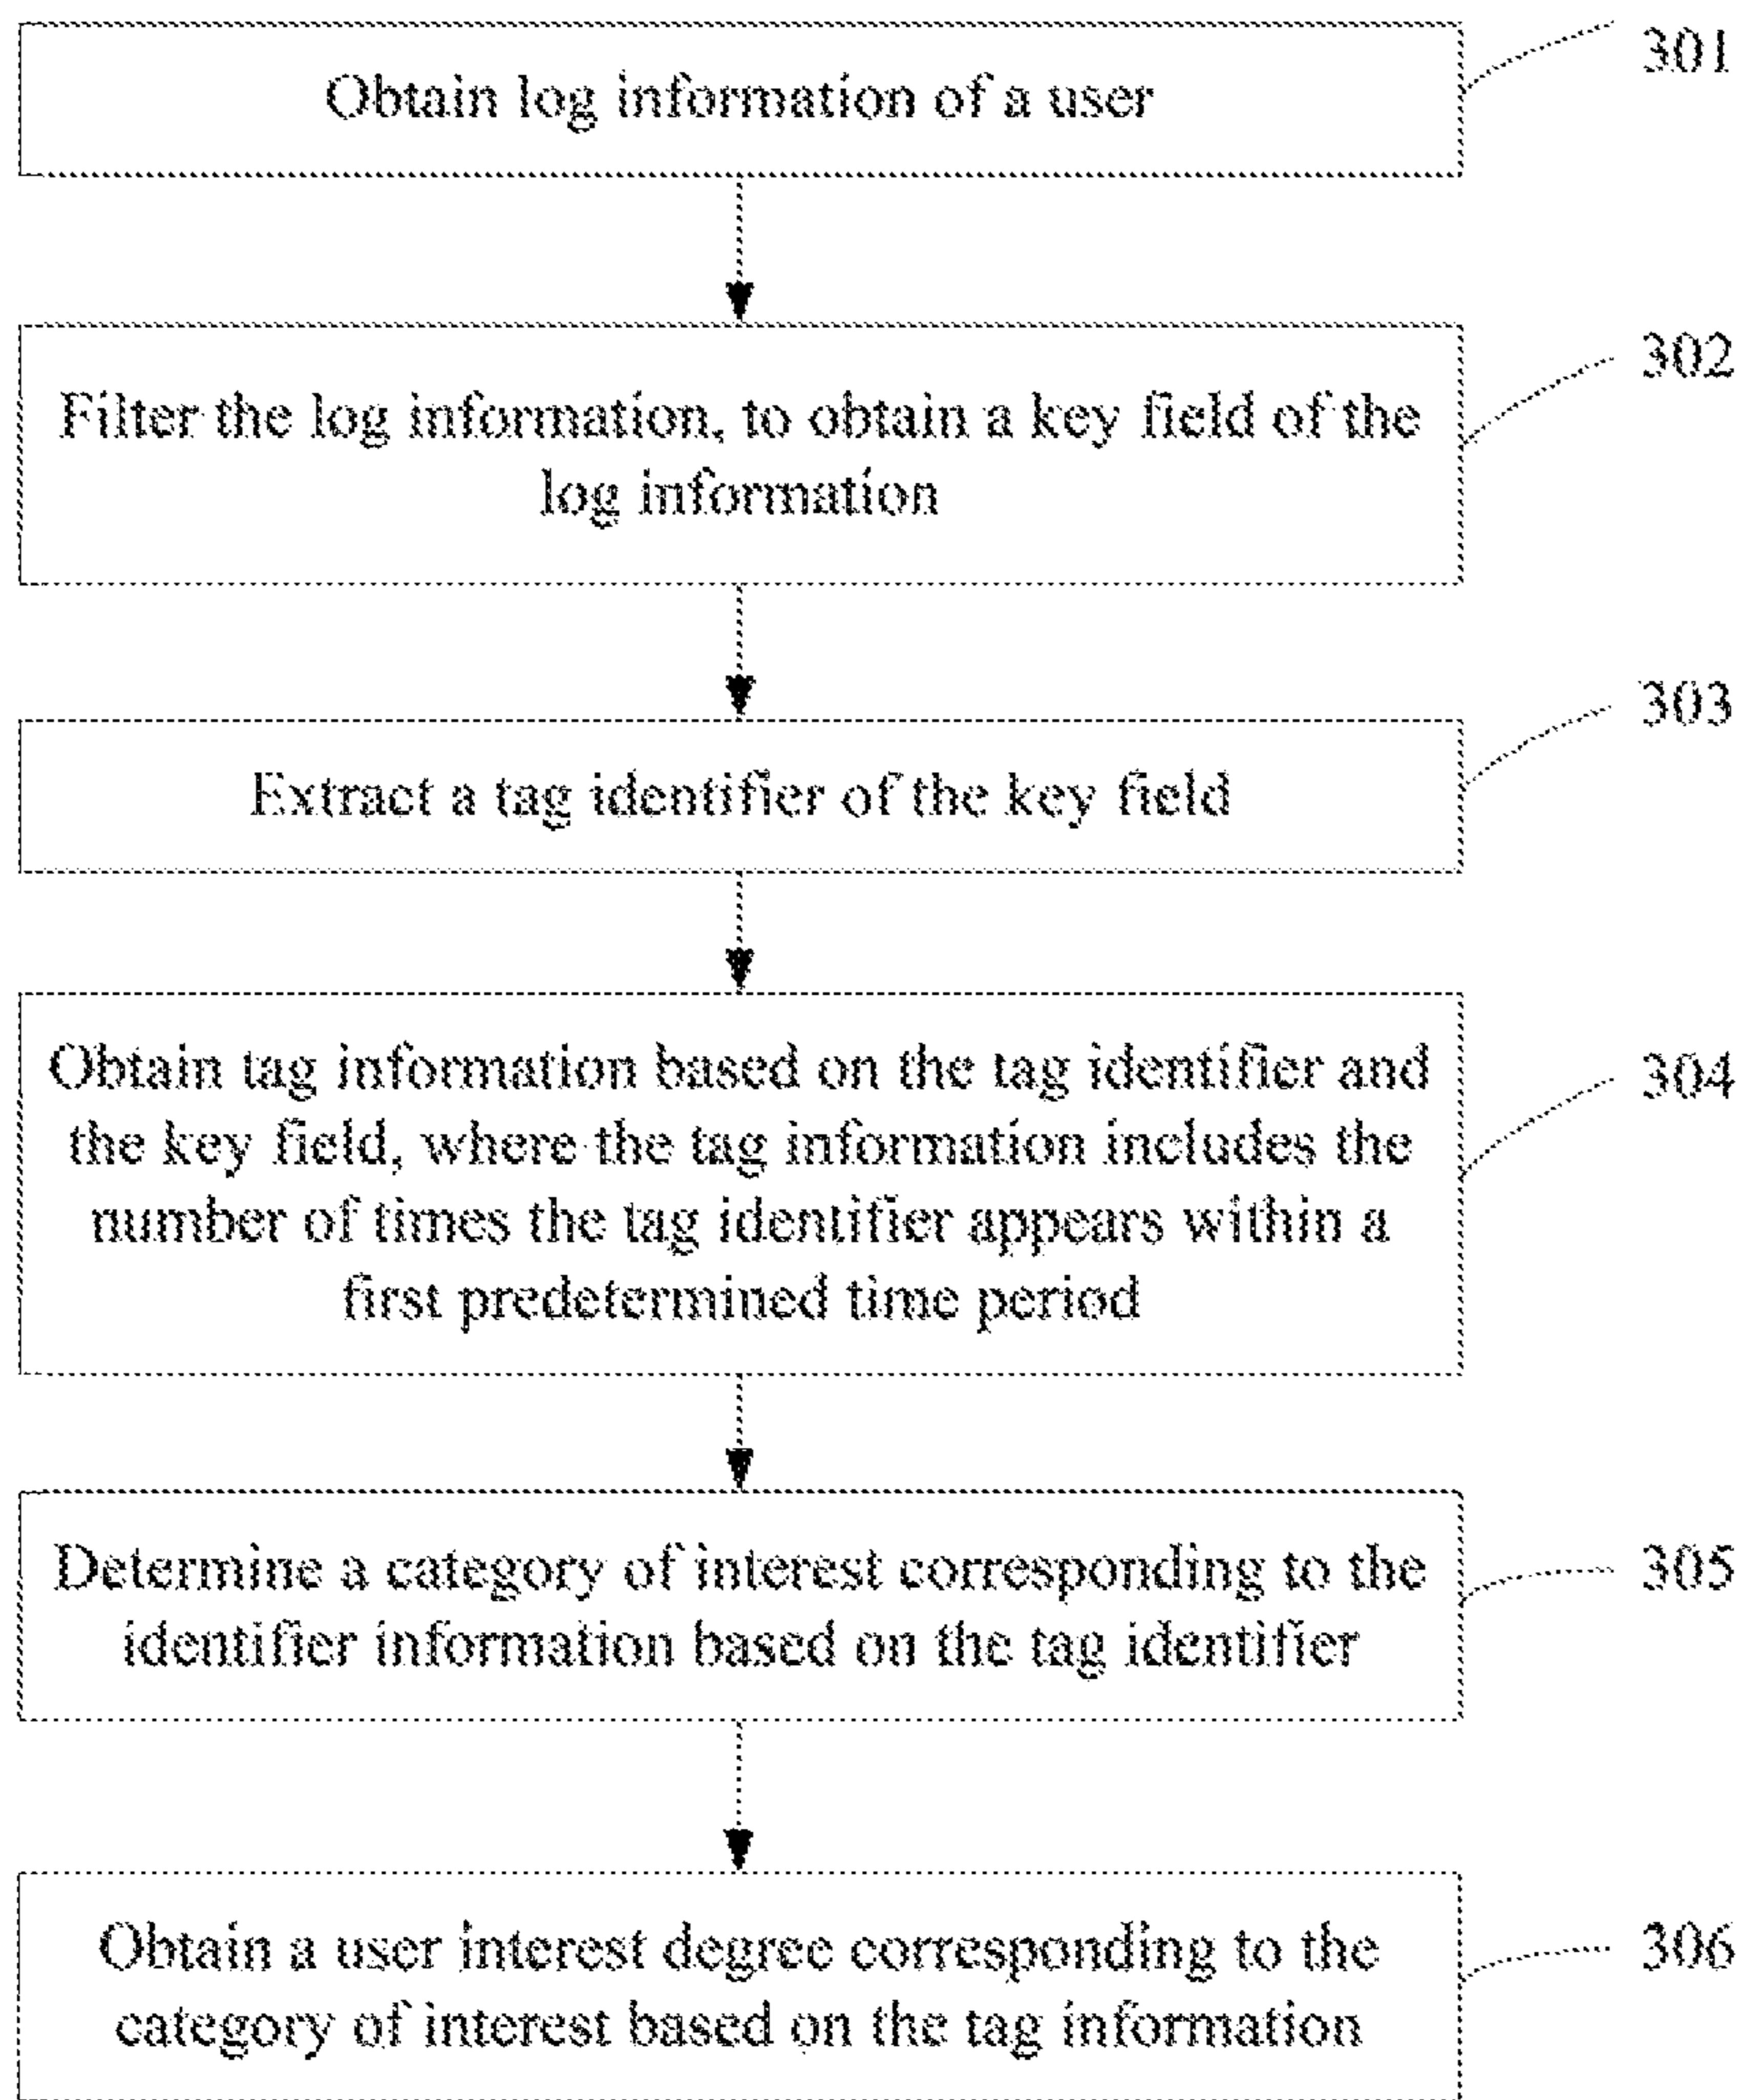 Obtain log information of a user
301
Filter the log information, to obtain a key field of the
log information
302
Extract a tag identifier of the key field
303
Obtain tag information based on the tag identifier and
the key field, where the tag information includes the
number of times the tag identifier appears within a
first predetermined time period
304
Determine a category of interest corresponding to the
identifier information based on the tag identifier
305
Obtain a user interest degree corresponding to the
category of interest based on the tag information
306